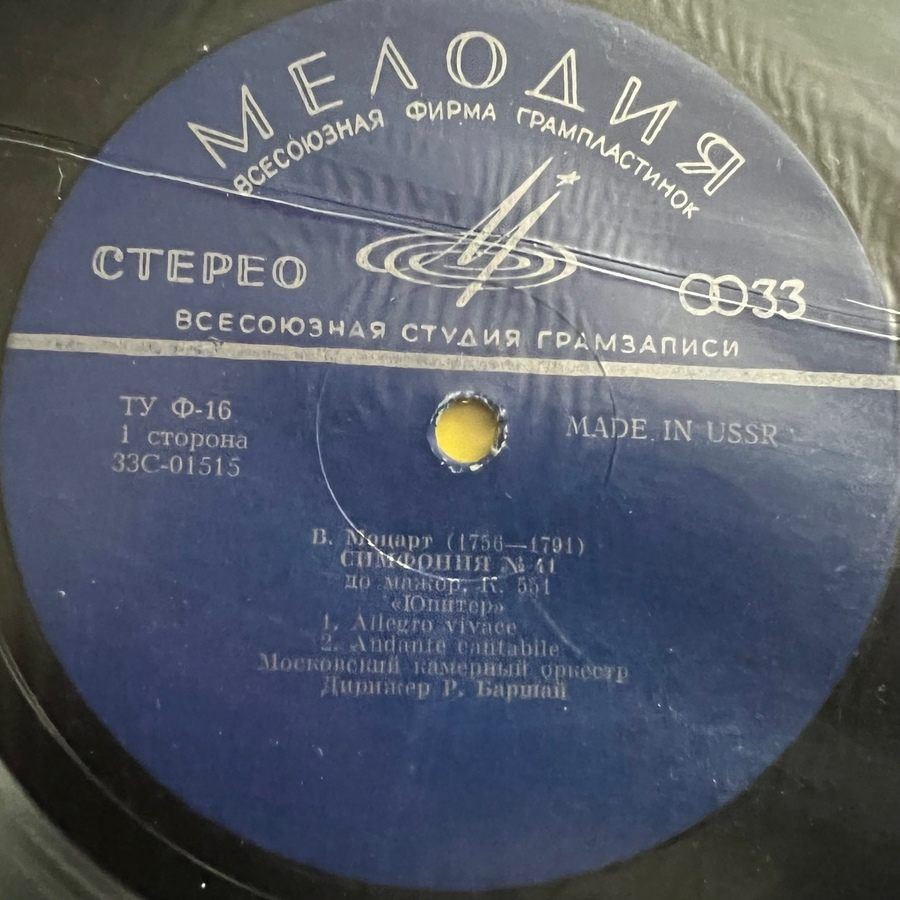 МЕЛОДИЯ
ВСЕСОЮЗНАЯ ФИРМА ГРАМПЛАСТИНОК
СТЕРЕО
33
ВСЕСОЮЗНАЯ СТУДИЯ ГРАМЗАПИСИ
ТУ Ф-16
1 сторона
33С-01515
MADE IN USSR
В. Моцарт (1756—1791)
СИМФОНИЯ № 41
до мажор, К. 551
«Юпитер»
1. Allegro vivace
2. Andante cantabile
Московский камерный оркестр
Дирижер Р. Баршай